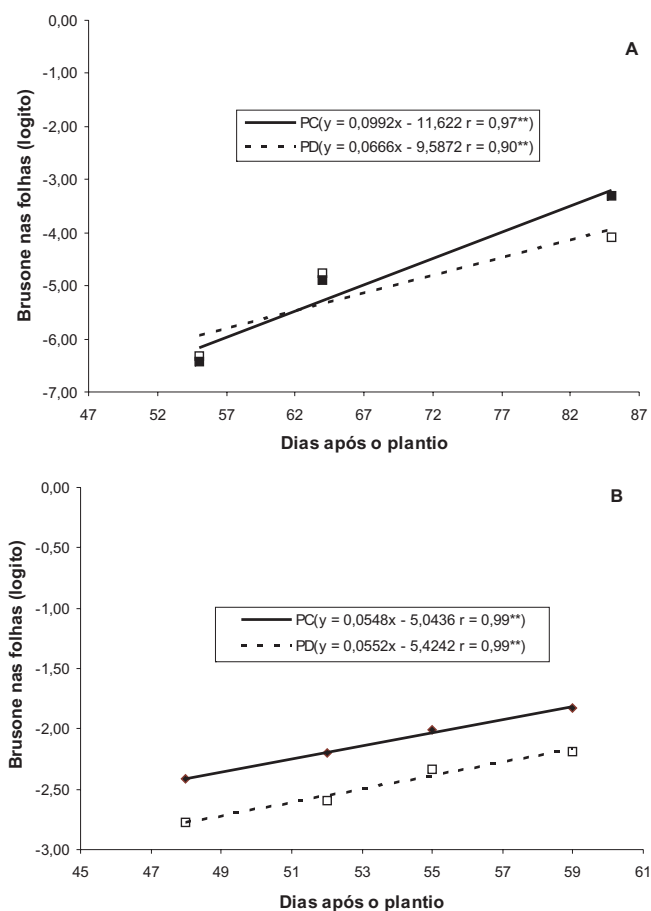 A
Brusone nas folhas (logito)
0,00
-1,00
-2,00
-3,00
-4,00
-5,00
-6,00
-7,00
PC(y = 0,0992x - 11,622 r = 0,97**)
PD(y = 0,0666x - 9,5872 r = 0,90**)
47 52 57 62 67 72 77 82 87
Dias após o plantio
B
Brusone nas folhas (logito)
0,00
-0,50
-1,00
-1,50
-2,00
-2,50
-3,00
PC(y = 0,0548x - 5,0436 r = 0,99**)
PD(y = 0,0552x - 5,4242 r = 0,99**)
45 47 49 51 53 55 57 59 61
Dias após o plantio